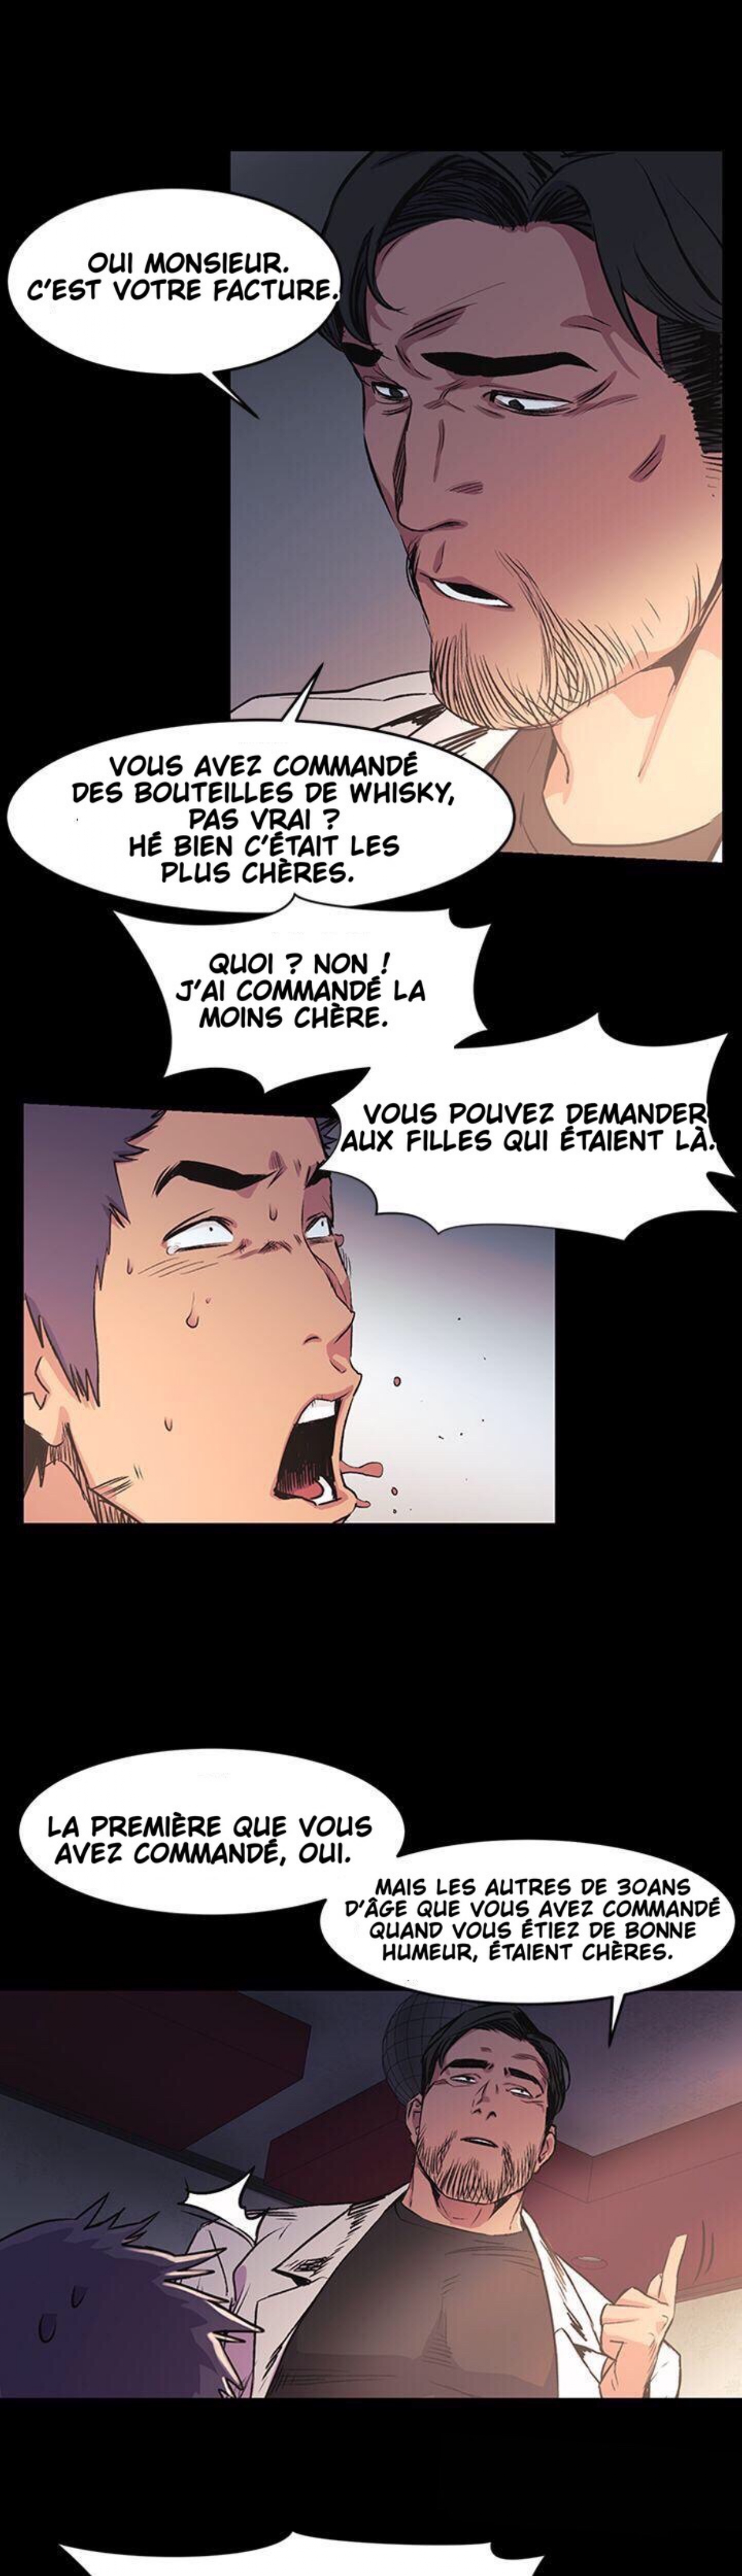 OUI MONSIEUR.
C'EST VOTRE FACTURE.
VOUS AVEZ COMMANDÉ
DES BOUTEILLES DE WHISKY,
PAS VRAI ?
HÉ BIEN C'ÉTAIT LES
PLUS CHÈRES.
QUOI ? NON !
J'AI COMMANDÉ LA
MOINS CHÈRE.
VOUS POUVEZ DEMANDER
AUX FILLES QUI ÉTAIENT LÀ.
LA PREMIÈRE QUE VOUS
AVEZ COMMANDÉ, OUI.
MAIS LES AUTRES DE 30ANS
D'ÂGE QUE VOUS AVEZ COMMANDÉ
QUAND VOUS ÉTIEZ DE BONNE
HUMEUR, ÉTAIENT CHÈRES.